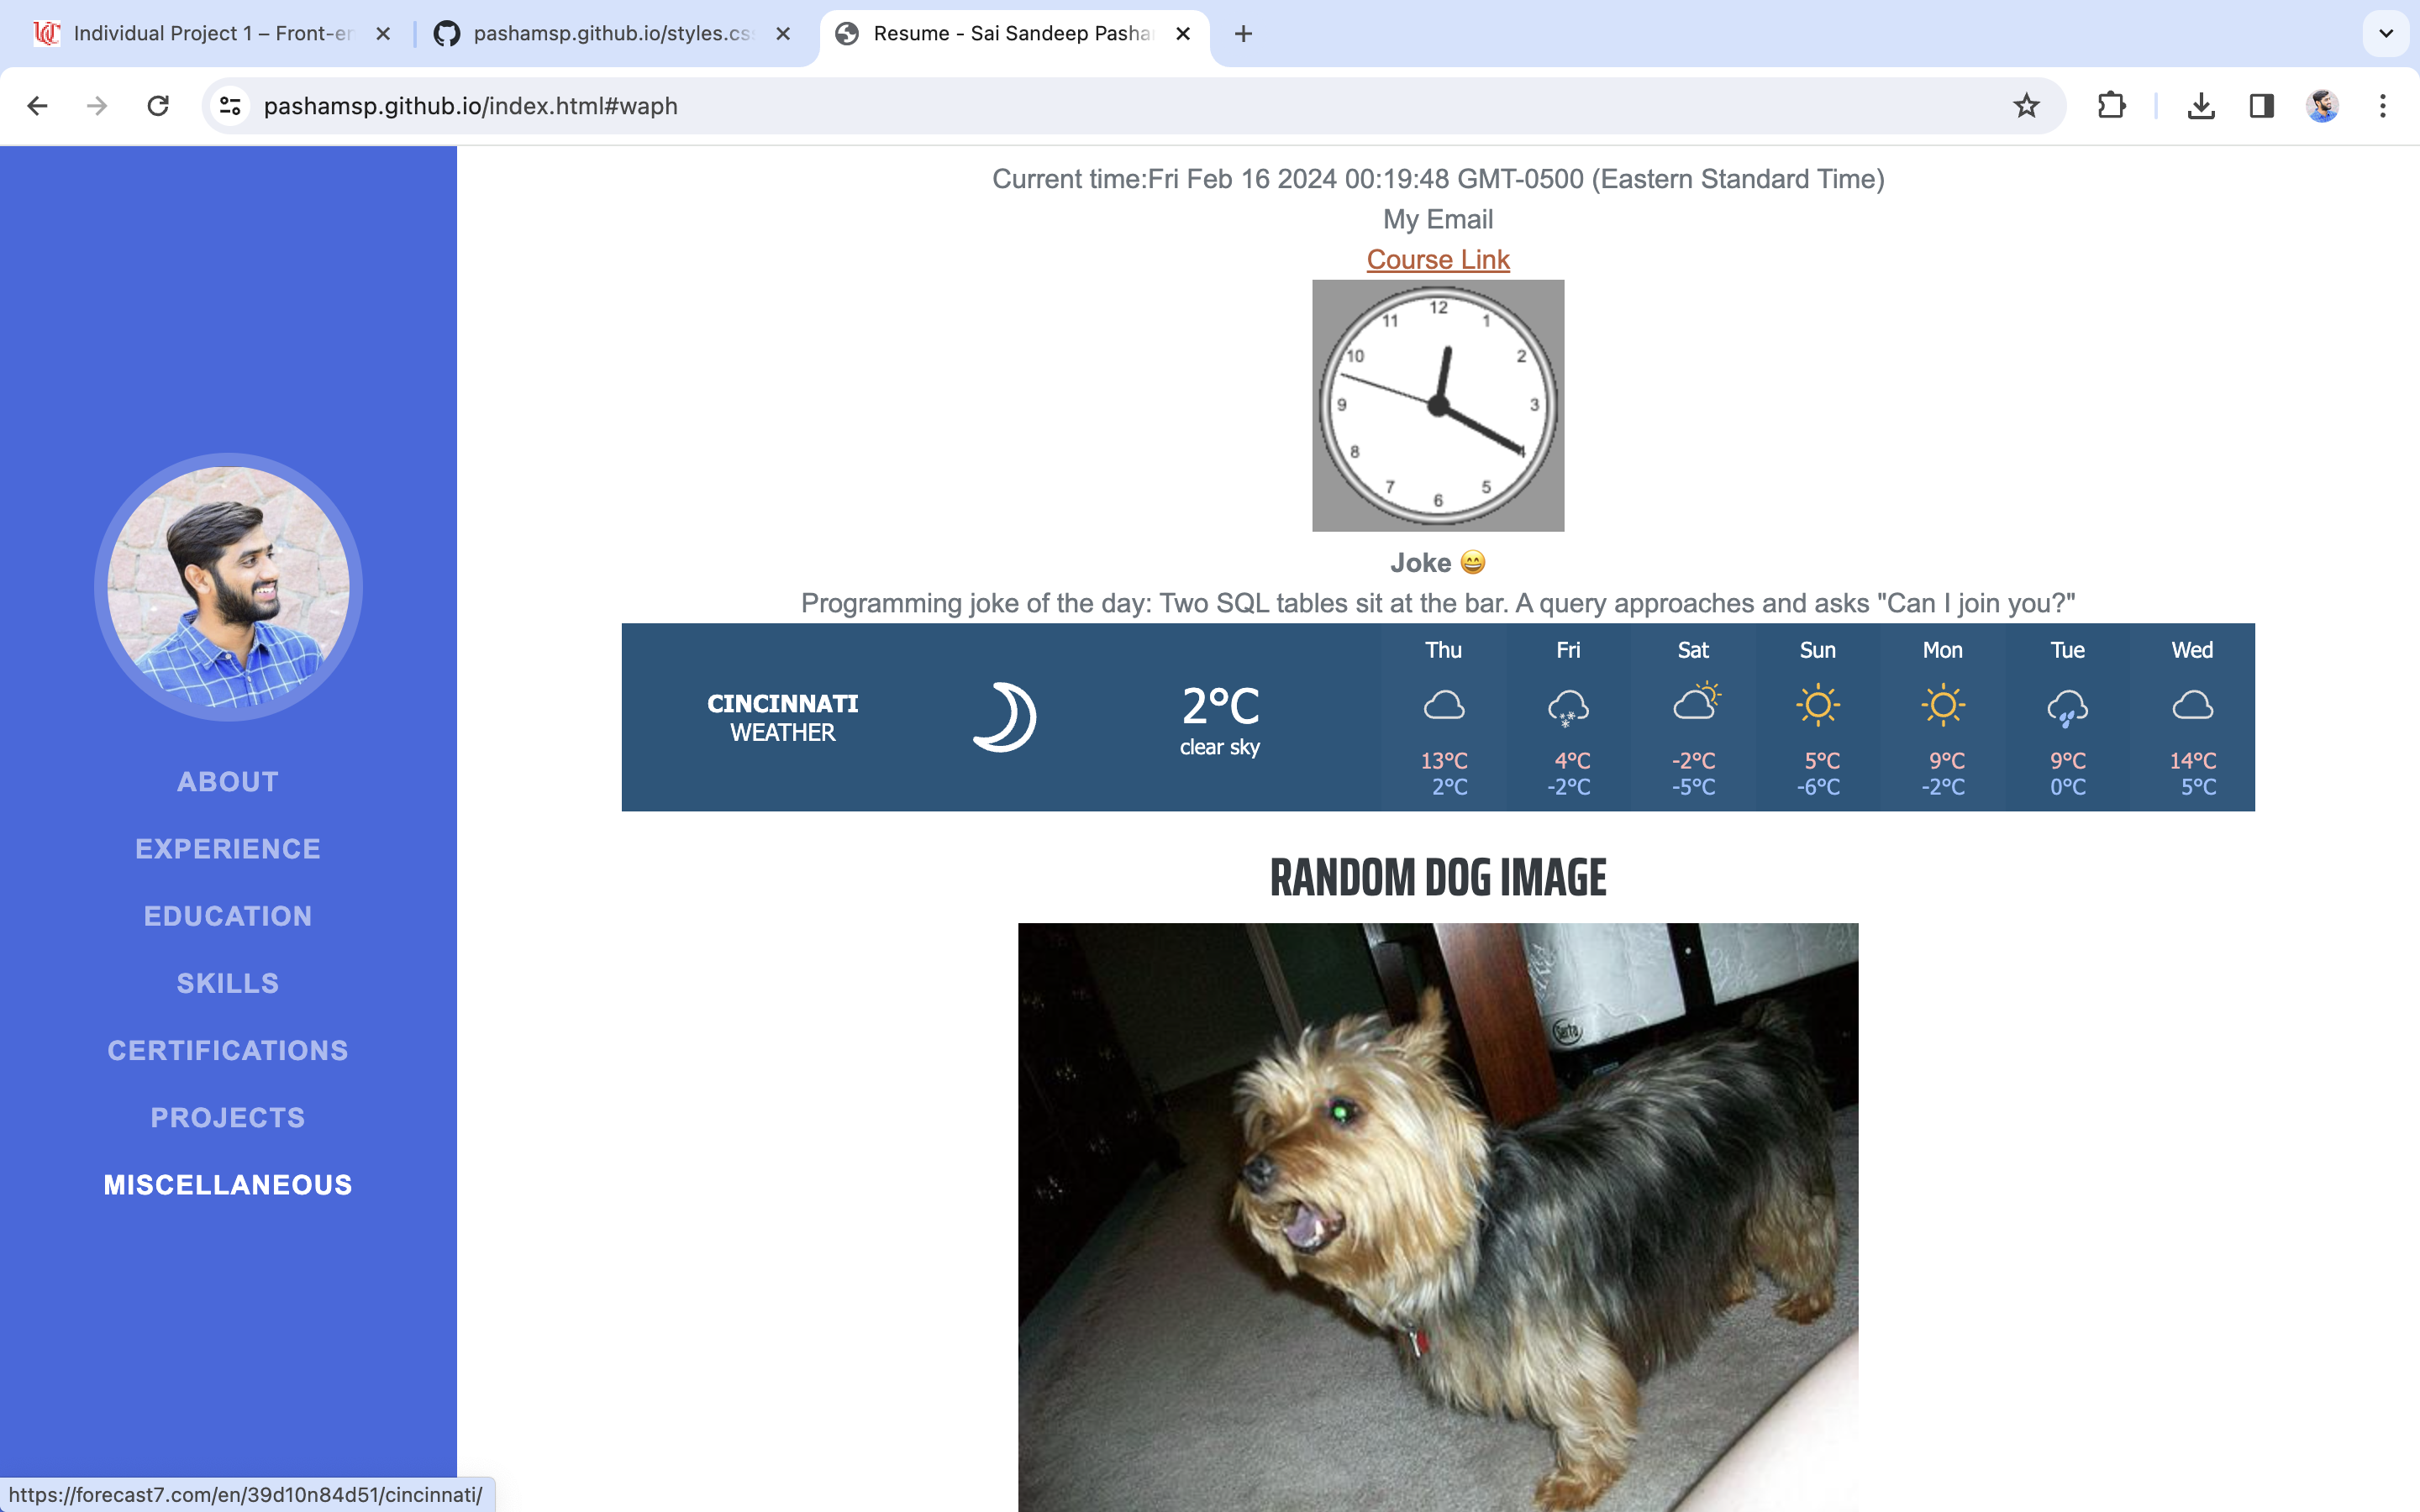 Individual Project 1 – Front-en
pashamsp.github.io/styles.cs
Resume - Sai Sandeep Pasha
pashamsp.github.io/index.html#waph
Current time:Fri Feb 16 2024 00:19:48 GMT-0500 (Eastern Standard Time)
My Email
Course Link
12
1
2
3
4
5
6
7
8
9
10
11
Joke 😄
Programming joke of the day: Two SQL tables sit at the bar. A query approaches and asks "Can I join you?"
CINCINNATI
WEATHER
2°C
clear sky
Thu Fri Sat Sun Mon Tue Wed
13°C 4°C -2°C 5°C 9°C 9°C 14°C
2°C -2°C -5°C -6°C -2°C 0°C 5°C
RANDOM DOG IMAGE
Serta
ABOUT
EXPERIENCE
EDUCATION
SKILLS
CERTIFICATIONS
PROJECTS
MISCELLANEOUS
https://forecast7.com/en/39d10n84d51/cincinnati/